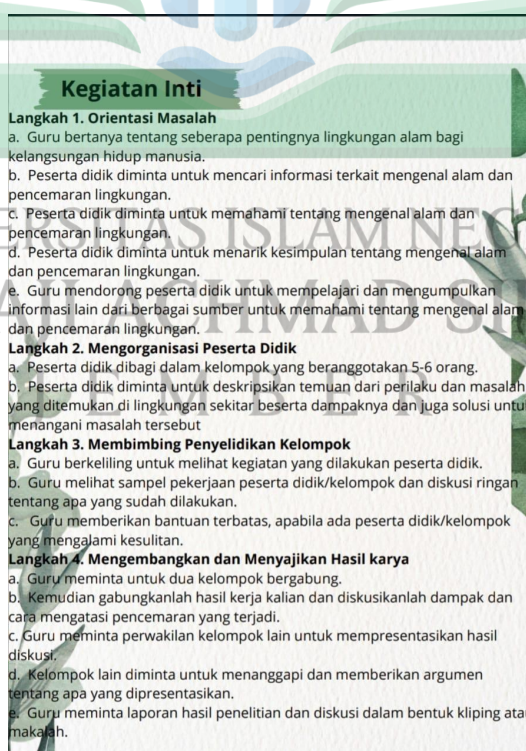 Kegiatan Inti
Langkah 1. Orientasi Masalah
a. Guru bertanya tentang seberapa pentingnya lingkungan alam bagi
kelangsungan hidup manusia.
b. Peserta didik diminta untuk mencari informasi terkait mengenal alam dan
pencemaran lingkungan.
c. Peserta didik diminta untuk memahami tentang mengenal alam dan
pencemaran lingkungan.
d. Peserta didik diminta untuk menarik kesimpulan tentang mengenal alam
dan pencemaran lingkungan.
e. Guru mendorong peserta didik untuk mempelajari dan mengumpulkan
informasi lain dari berbagai sumber untuk memahami tentang mengenal alam
dan pencemaran lingkungan.
Langkah 2. Mengorganisasi Peserta Didik
a. Peserta didik dibagi dalam kelompok yang beranggotakan 5-6 orang.
b. Peserta didik diminta untuk deskripsikan temuan dari perilaku dan masalah
yang ditemukan di lingkungan sekitar beserta dampaknya dan juga solusi untu
menangani masalah tersebut
Langkah 3. Membimbing Penyelidikan Kelompok
a. Guru berkeliling untuk melihat kegiatan yang dilakukan peserta didik.
b. Guru melihat sampel pekerjaan peserta didik/kelompok dan diskusi ringan
tentang apa yang sudah dilakukan.
c. Guru memberikan bantuan terbatas, apabila ada peserta didik/kelompok
yang mengalami kesulitan.
Langkah 4. Mengembangkan dan Menyajikan Hasil karya
a. Guru meminta untuk dua kelompok bergabung.
b. Kemudian gabungkanlah hasil kerja kalian dan diskusikanlah dampak dan
cara mengatasi pencemaran yang terjadi.
c. Guru meminta perwakilan kelompok lain untuk mempresentasikan hasil
diskusi.
d. Kelompok lain diminta untuk menanggapi dan memberikan argumen
tentang apa yang dipresentasikan.
e. Guru meminta laporan hasil penelitian dan diskusi dalam bentuk kliping ata
makalah.
ERSITAS ISLAM NEG
AJI ACHMAD SI
JEMBER